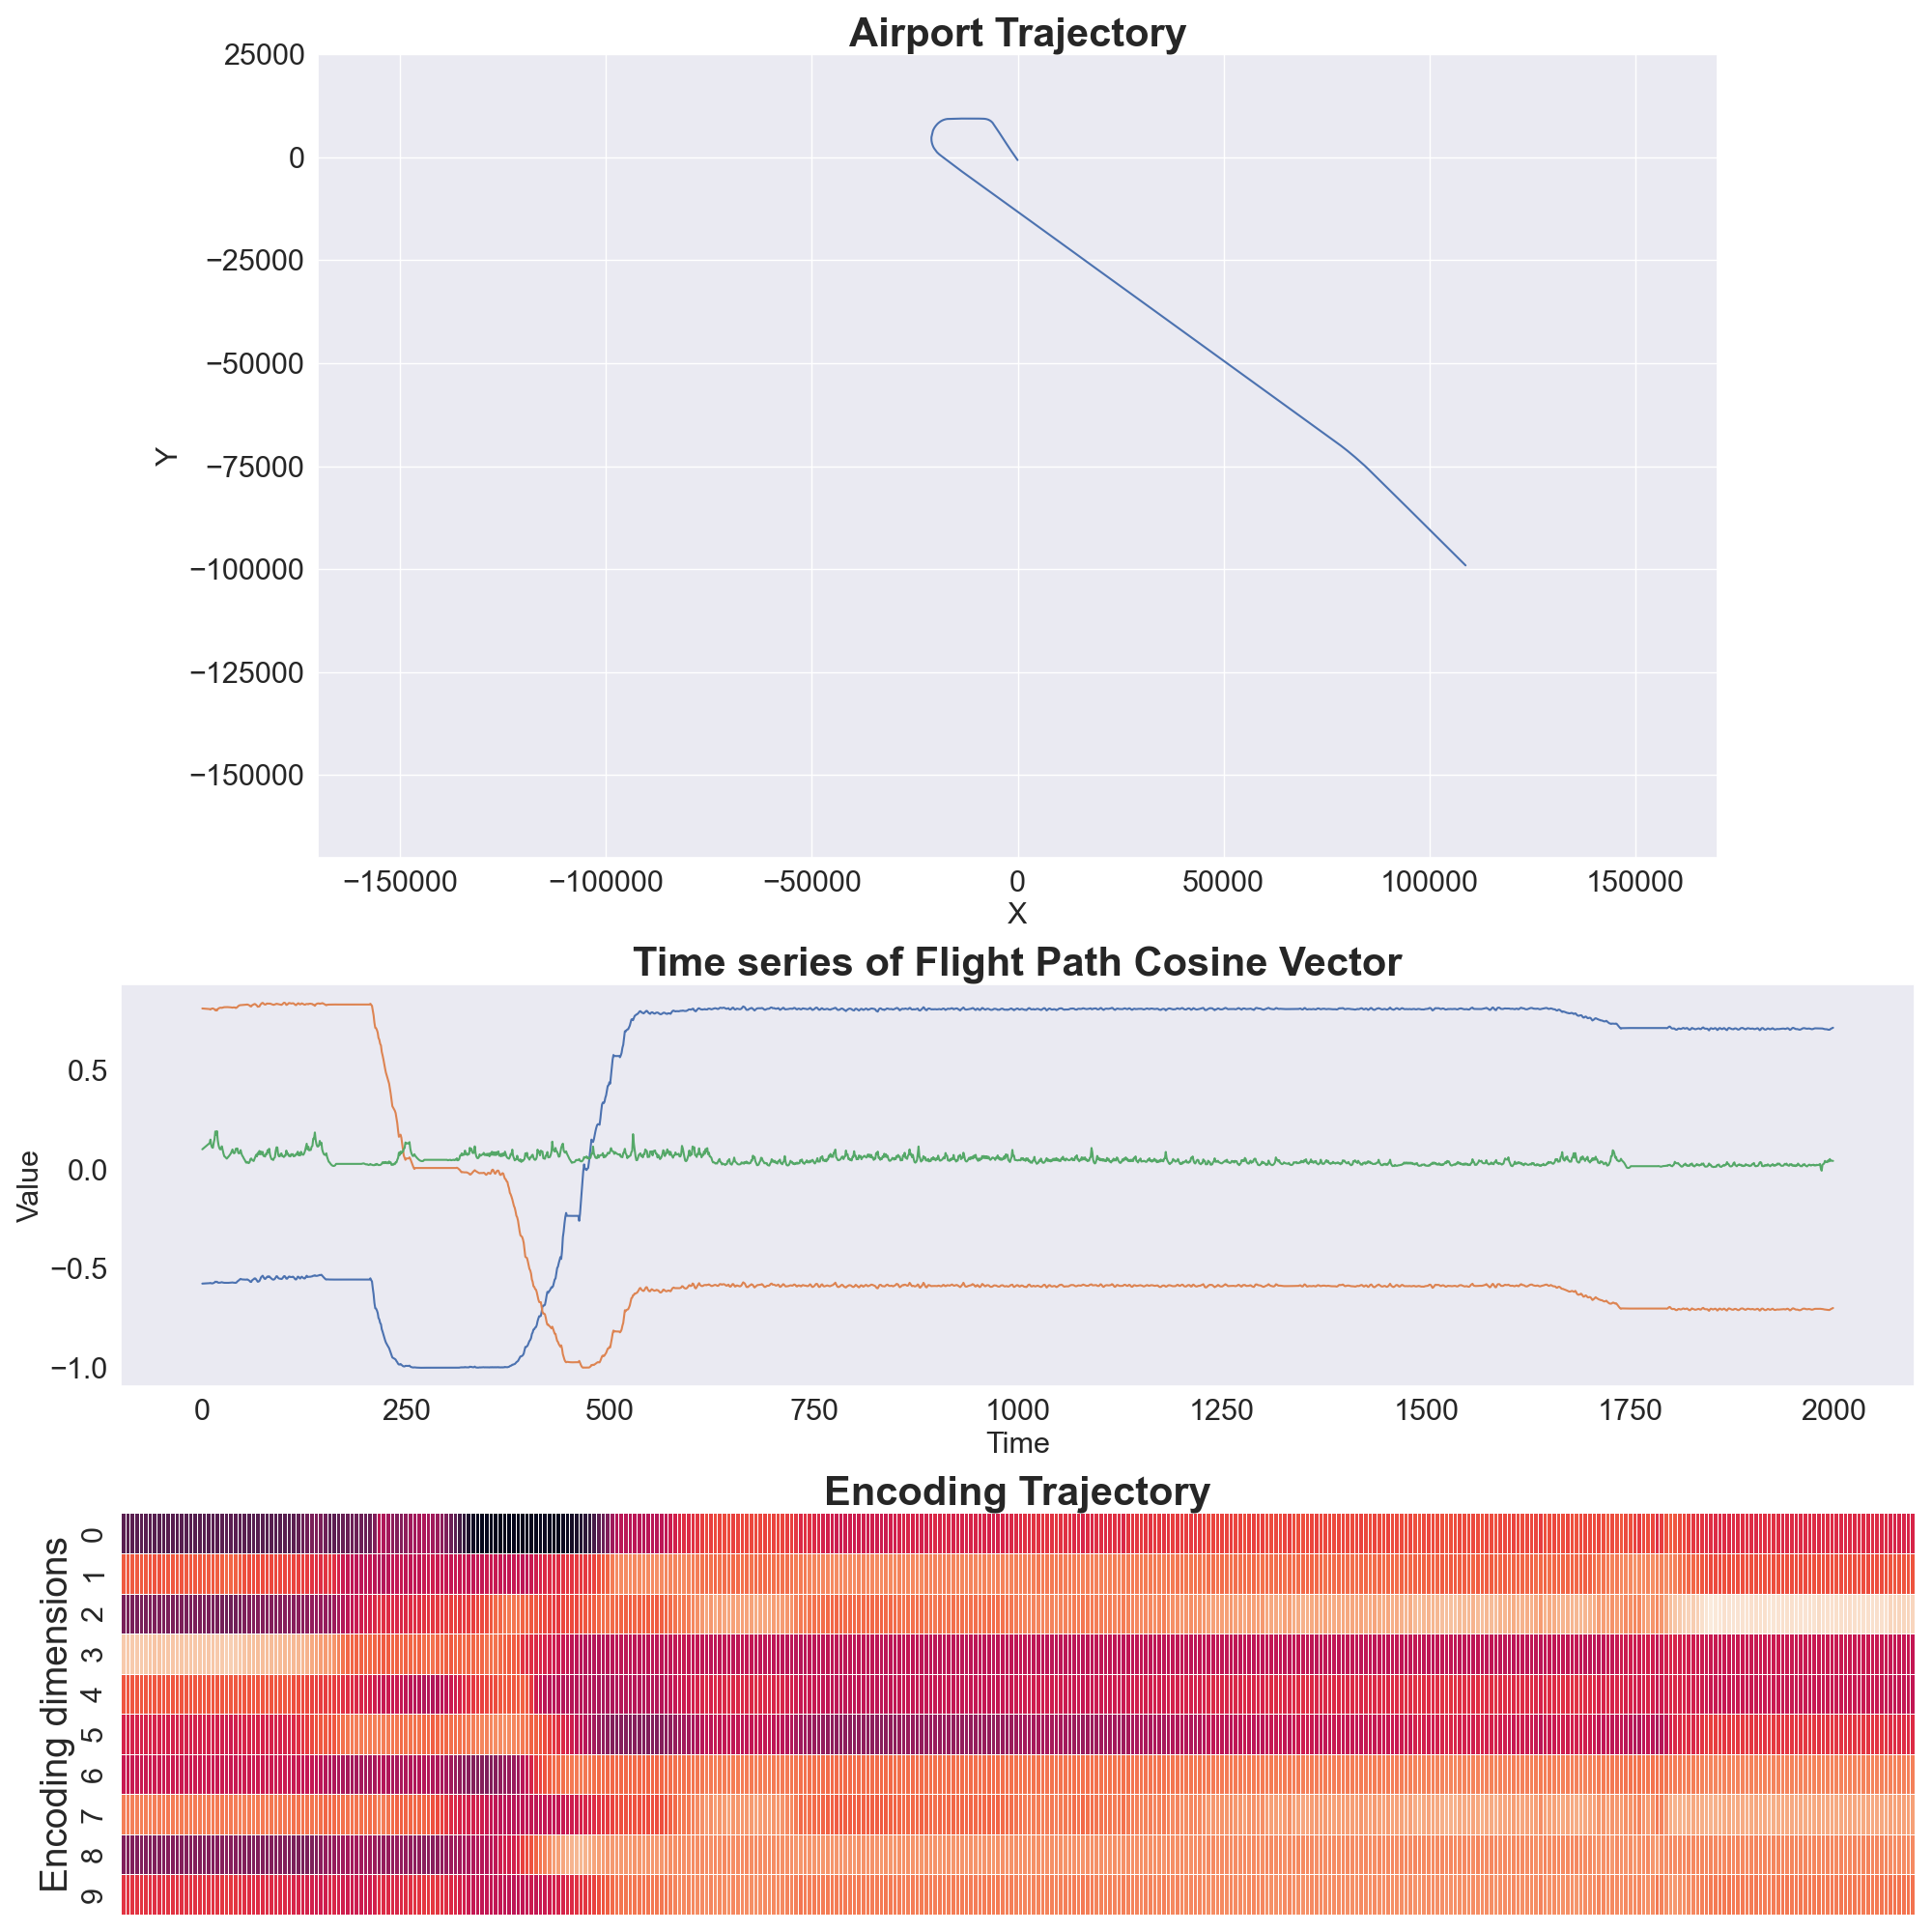 Airport Trajectory
25000
0
−25000
−50000
−75000
−100000
−125000
−150000
Y
−150000 −100000 −50000 0 50000 100000 150000
X
Time series of Flight Path Cosine Vector
0.5
0.0
−0.5
−1.0
Value
0 250 500 750 1000 1250 1500 1750 2000
Time
Encoding Trajectory
Encoding dimensions
0
1
2
3
4
5
6
7
8
9